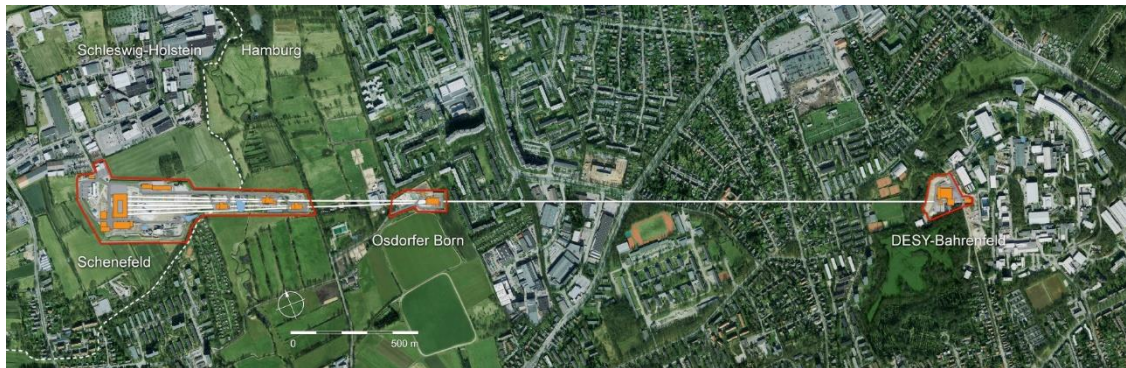 Schleswig-Holstein
Hamburg
Osdorfer Born
DESY-Bahrenfeld
Schenefeld
0
500 m